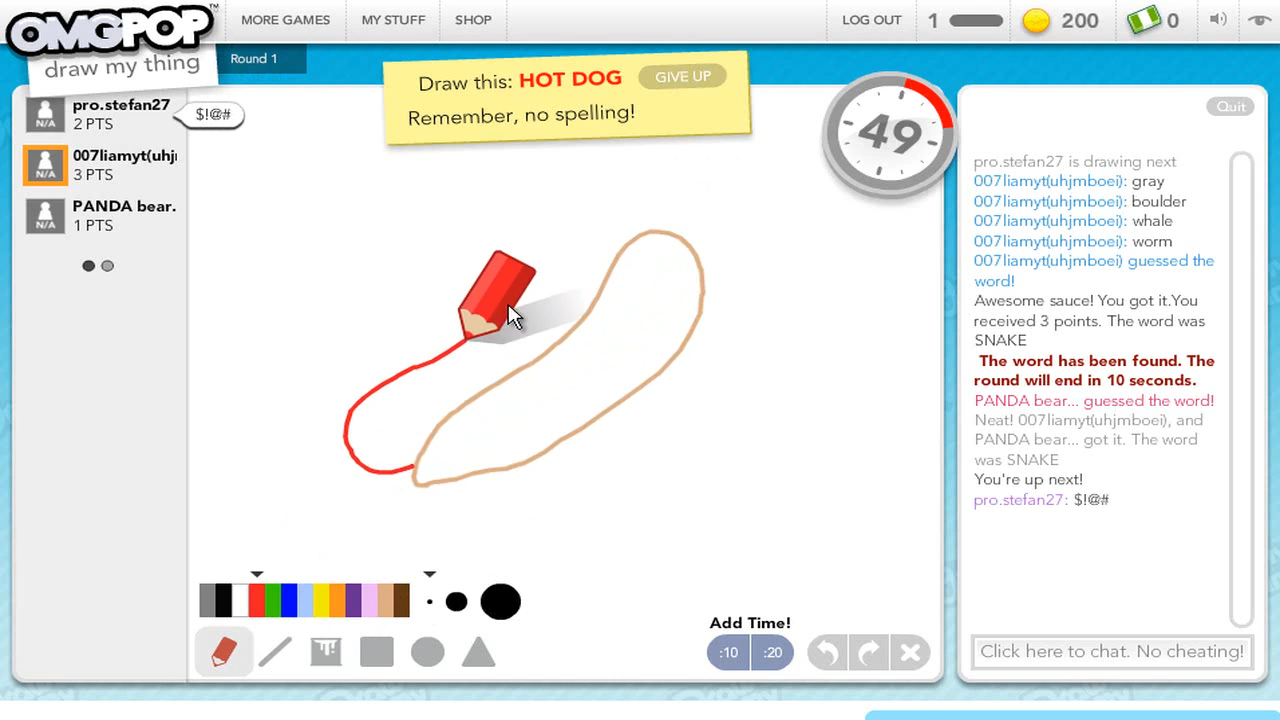 OMGPOP™
MORE GAMES MY STUFF SHOP LOG OUT 1 200 0
draw my thing
Round 1
Draw this: HOT DOG GIVE UP
Remember, no spelling!
pro.stefan27
2 PTS
N/A
$!@#
007liamyt(uhj
3 PTS
N/A
PANDA bear.
1 PTS
N/A
49
Quit
pro.stefan27 is drawing next
007liamyt(uhjmboei): gray
007liamyt(uhjmboei): boulder
007liamyt(uhjmboei): whale
007liamyt(uhjmboei): worm
007liamyt(uhjmboei) guessed the
word!
Awesome sauce! You got it.You
received 3 points. The word was
SNAKE
The word has been found. The
round will end in 10 seconds.
PANDA bear... guessed the word!
Neat! 007liamyt(uhjmboei), and
PANDA bear... got it. The word
was SNAKE
You're up next!
pro.stefan27: $!@#
Add Time!
:10 :20
Click here to chat. No cheating!